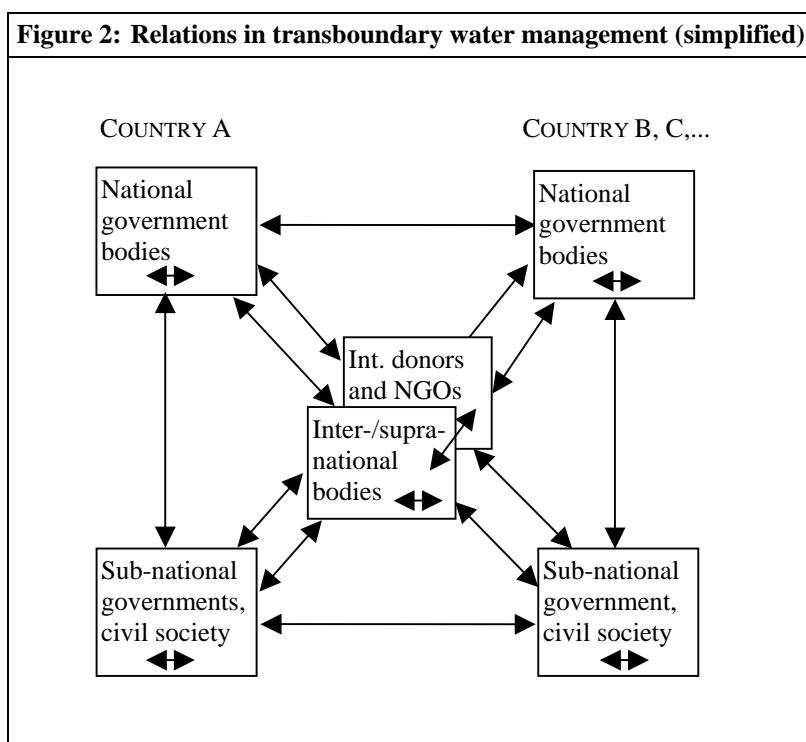 Figure 2: Relations in transboundary water management (simplified)
COUNTRY A
COUNTRY B, C,...
National
government
bodies
National
government
bodies
Int. donors
and NGOs
Inter-/supra-
national
bodies
Sub-national
governments,
civil society
Sub-national
government,
civil society